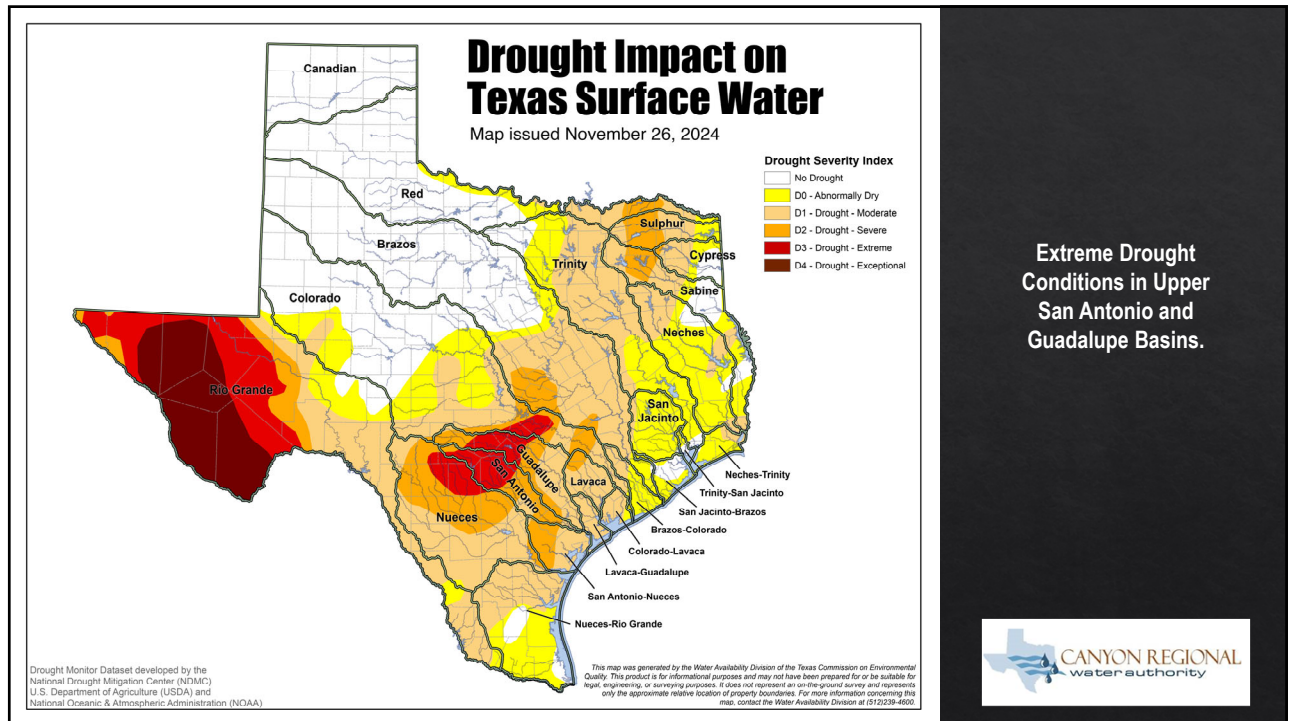 Drought Impact on
Texas Surface Water
Map issued November 26, 2024
Drought Severity Index
No Drought
D0 - Abnormally Dry
D1 - Drought - Moderate
D2 - Drought - Severe
D3 - Drought - Extreme
D4 - Drought - Exceptional
Canadian
Red
Brazos
Colorado
Rio Grande
Trinity
Sulphur
Cypress
Sabine
Neches
San
Jacinto
Guadalupe
San Antonio
Lavaca
Nueces
Neches-Trinity
Trinity-San Jacinto
San Jacinto-Brazos
Brazos-Colorado
Colorado-Lavaca
Lavaca-Guadalupe
San Antonio-Nueces
Nueces-Rio Grande
Drought Monitor Dataset developed by the
National Drought Mitigation Center (NDMC)
U.S. Department of Agriculture (USDA) and
National Oceanic & Atmospheric Administration (NOAA)
This map was generated by the Water Availability Division of the Texas Commission on Environmental
Quality. This product is for informational purposes and may not have been prepared for or be suitable for
legal, engineering, or surveying purposes. It does not represent an on-the-ground survey and represents
only the approximate relative location of property boundaries. For more information concerning this
map, contact the Water Availability Division at (512)239-4600.
Extreme Drought
Conditions in Upper
San Antonio and
Guadalupe Basins.
CANYON REGIONAL
water authority